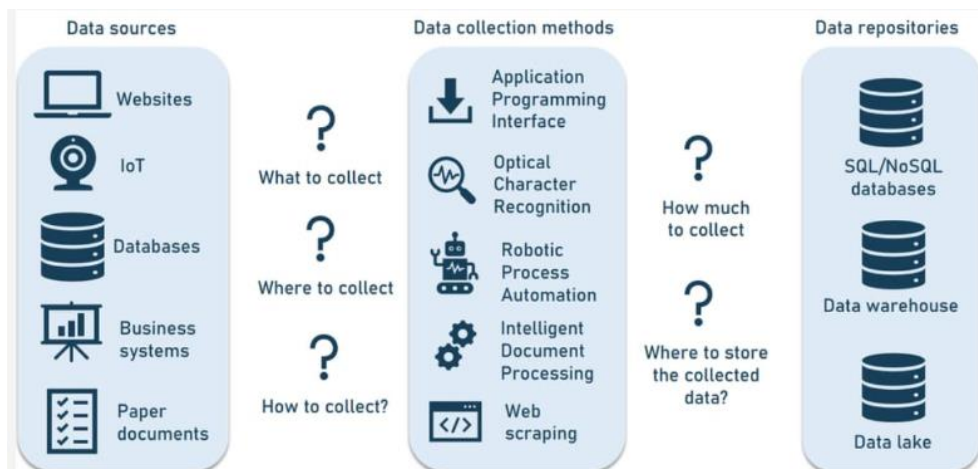 Data sources
Websites
IoT
Databases
Business
systems
Paper
documents
?
What to collect
?
Where to collect
?
How to collect?
Data collection methods
Application
Programming
Interface
Optical
Character
Recognition
Robotic
Process
Automation
Intelligent
Document
Processing
</>
Web
scraping
?
How much
to collect
?
Where to store
the collected
data?
Data repositories
SQL/NoSQL
databases
Data warehouse
Data lake